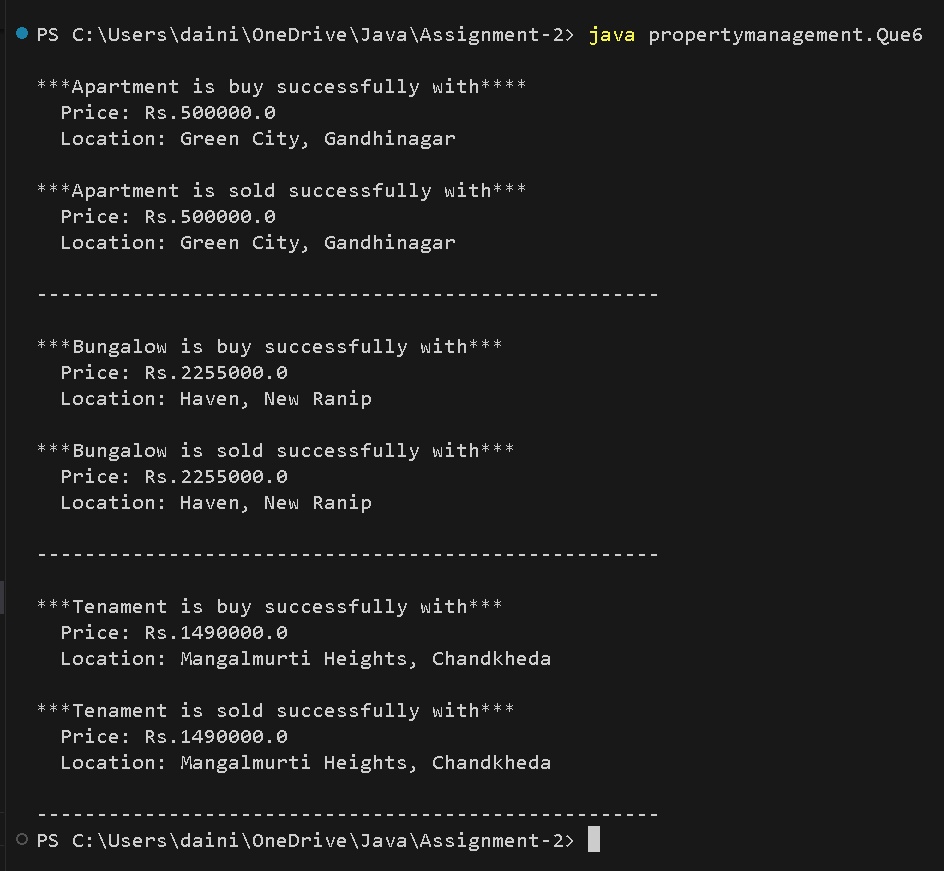 PS C:\Users\daini\OneDrive\Java\Assignment-2> java propertymanagement.Que6
***Apartment is buy successfully with****
Price: Rs.500000.0
Location: Green City, Gandhinagar
***Apartment is sold successfully with***
Price: Rs.500000.0
Location: Green City, Gandhinagar
----------------------------------------------------
***Bungalow is buy successfully with***
Price: Rs.2255000.0
Location: Haven, New Ranip
***Bungalow is sold successfully with***
Price: Rs.2255000.0
Location: Haven, New Ranip
----------------------------------------------------
***Tenament is buy successfully with***
Price: Rs.1490000.0
Location: Mangalmurti Heights, Chandkheda
***Tenament is sold successfully with***
Price: Rs.1490000.0
Location: Mangalmurti Heights, Chandkheda
----------------------------------------------------
PS C:\Users\daini\OneDrive\Java\Assignment-2>